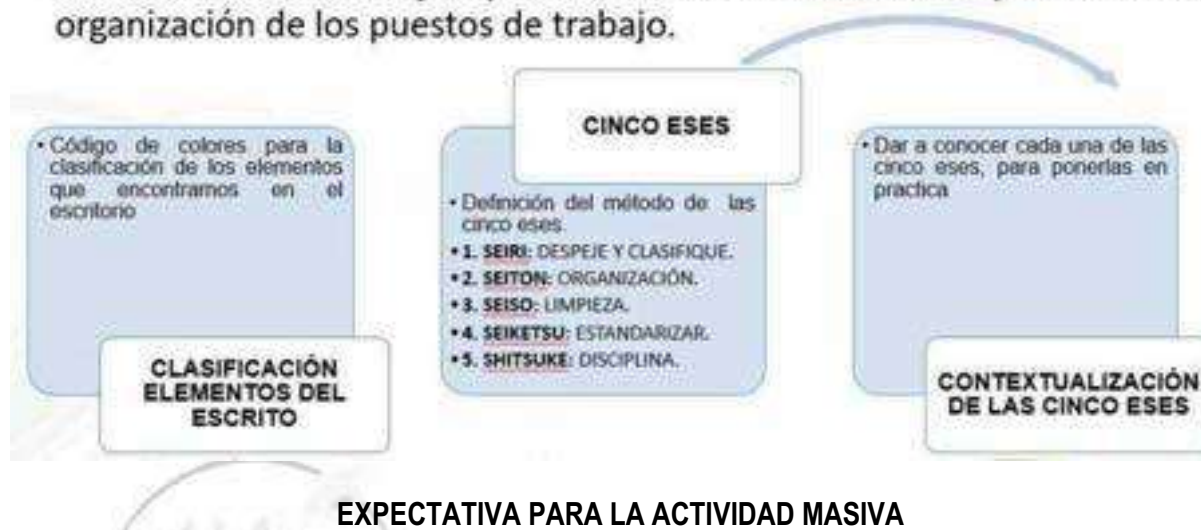 organización de los puestos de trabajo.
• Código de colores para la
clasificación de los elementos
que encontramos en el
escritorio
CLASIFICACIÓN
ELEMENTOS DEL
ESCRITO
CINCO ESES
• Definición del método de las
cinco eses.
• 1. SEIRI: DESPEJE Y CLASIFIQUE.
• 2. SEITON: ORGANIZACIÓN.
• 3. SEISO: LIMPIEZA.
• 4. SEIKETSU: ESTANDARIZAR.
• 5. SHITSUKE: DISCIPLINA.
• Dar a conocer cada una de las
cinco eses, para ponerlas en
practica
CONTEXTUALIZACIÓN
DE LAS CINCO ESES
EXPECTATIVA PARA LA ACTIVIDAD MASIVA